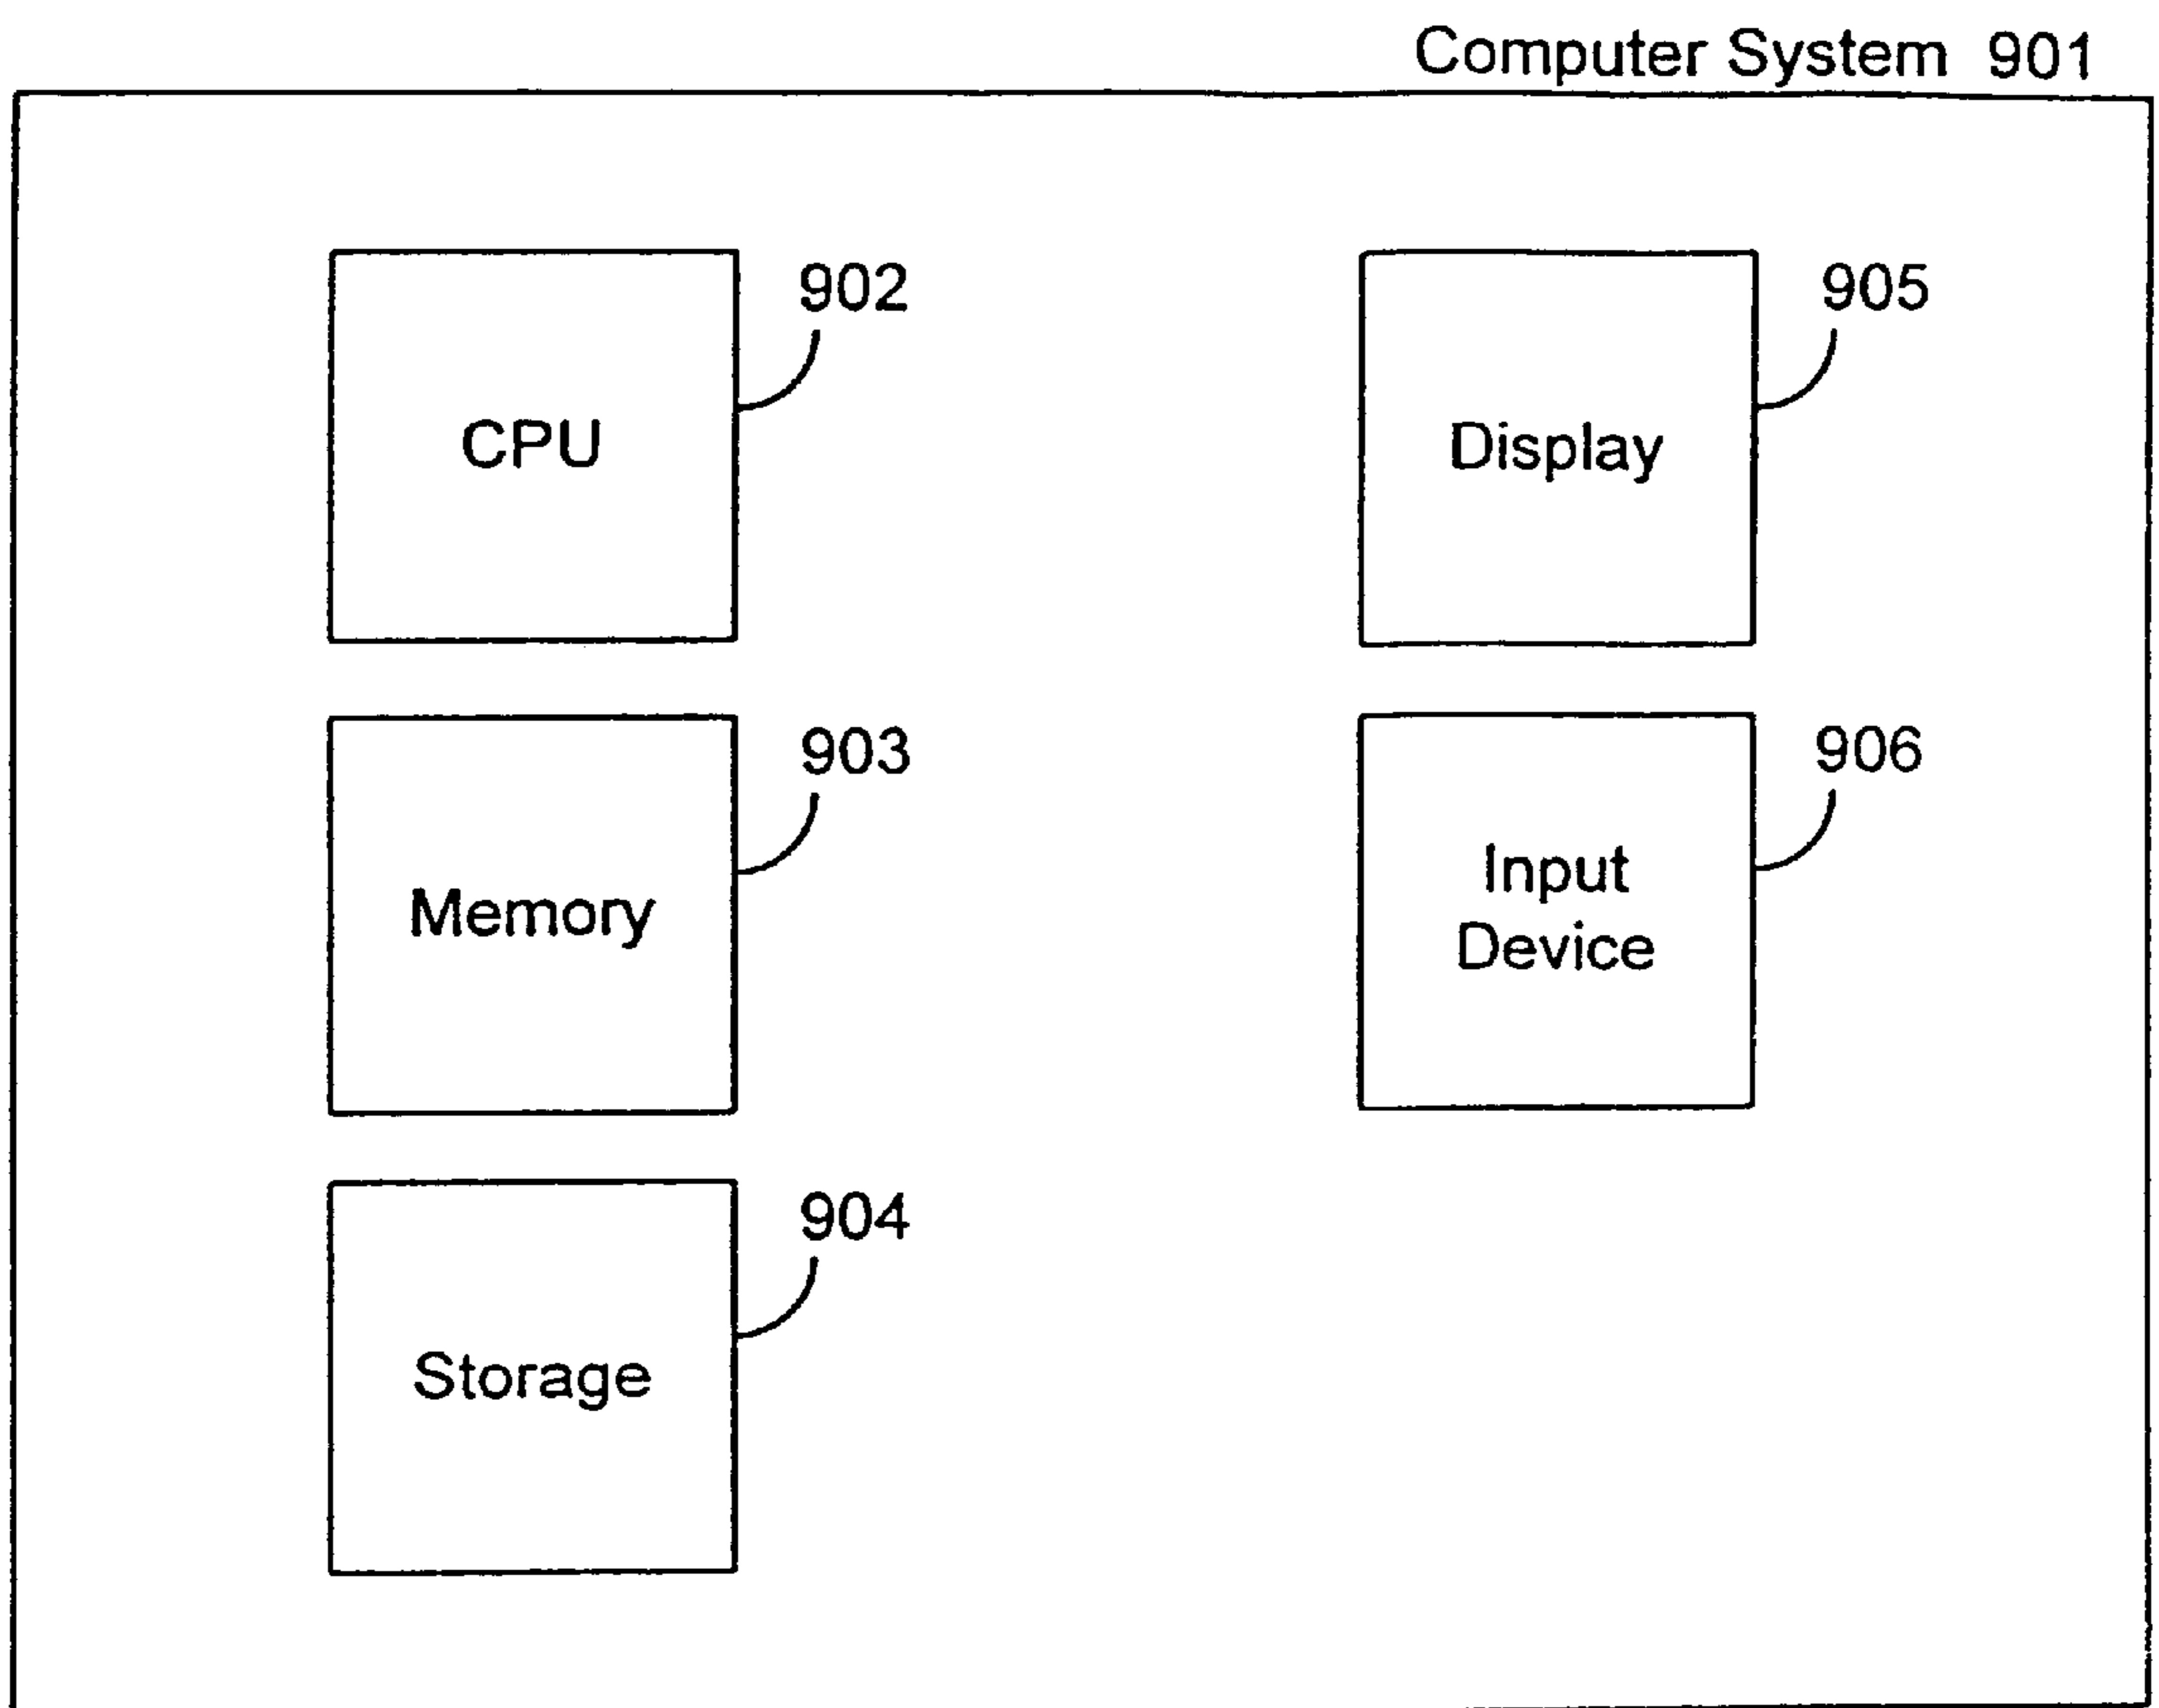 Computer System 901
902
CPU
903
Memory
904
Storage
905
Display
906
Input
Device